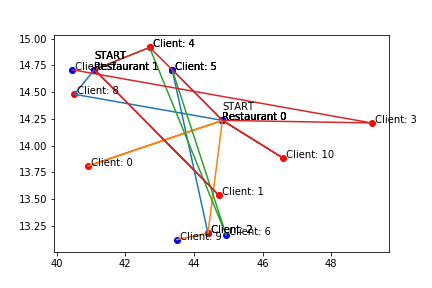 15.00
14.75
14.50
14.25
14.00
13.75
13.50
13.25
Client: 4
START
Restaurant 1
Client: 5
Client: 8
START
Restaurant 0
Client: 3
Client: 10
Client: 0
Client: 1
Client: 2
Client: 6
Client: 9
40
42
44
46
48